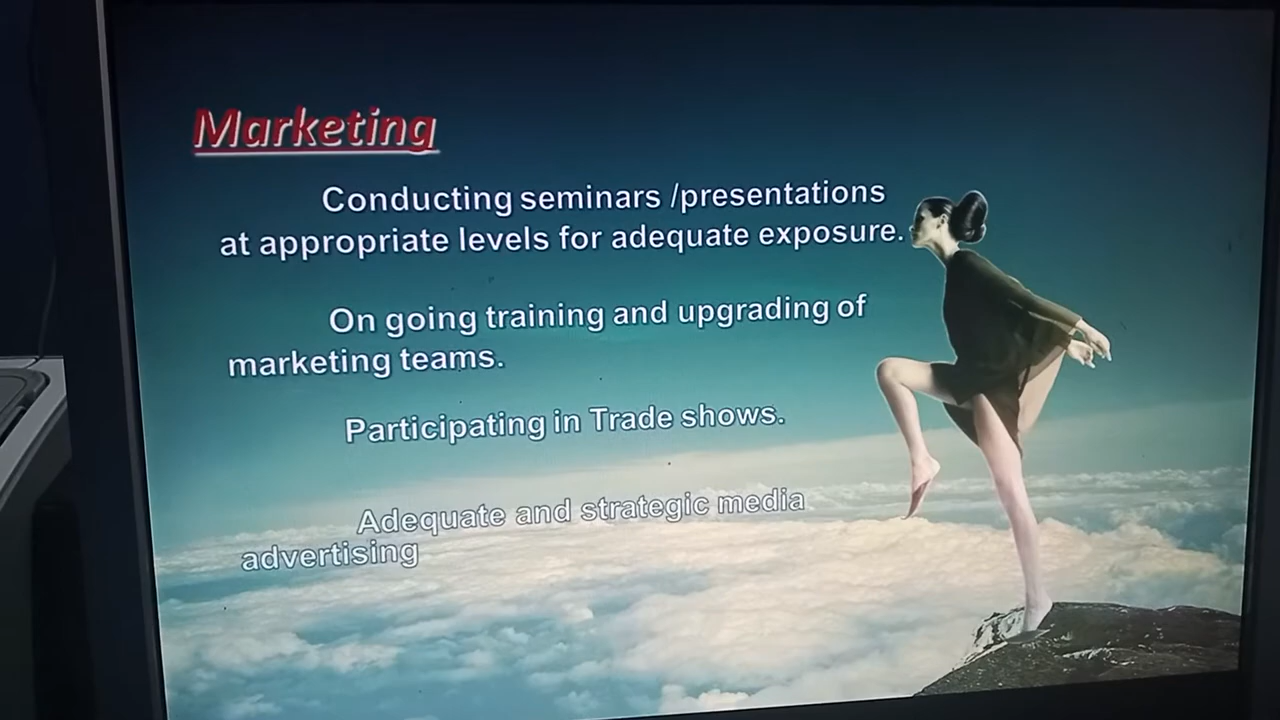 Marketing
Conducting seminars /presentations
at appropriate levels for adequate exposure.
On going training and upgrading of
marketing teams.
Participating in Trade shows.
Adequate and strategic media
advertising